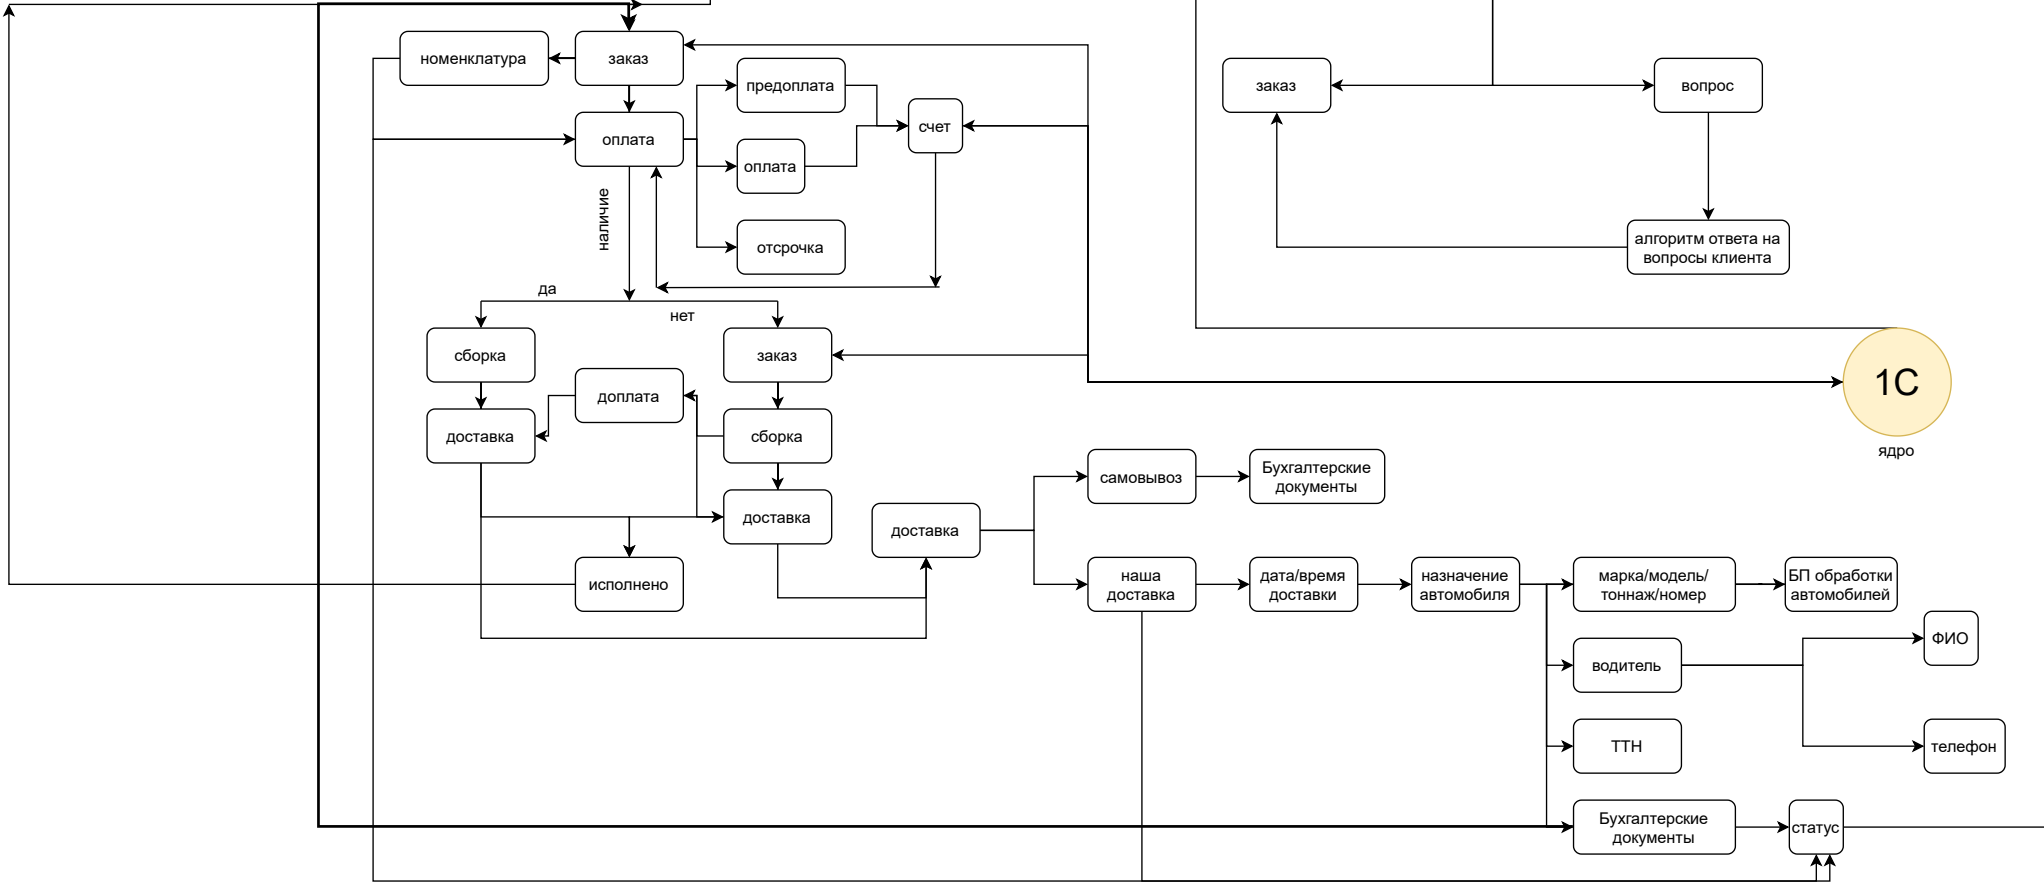 номенклатура
заказ
предоплата
счет
оплата
оплата
наличие
отсрочка
да
нет
сборка
заказ
доплата
доставка
сборка
доставка
исполнено
заказ
вопрос
алгоритм ответа на
вопросы клиента
1С
ядро
доставка
самовывоз
Бухгалтерские
документы
наша
доставка
дата/время
доставки
назначение
автомобиля
марка/модель/
тоннаж/номер
БП обработки
автомобилей
водитель
ФИО
телефон
ТТН
Бухгалтерские
документы
статус